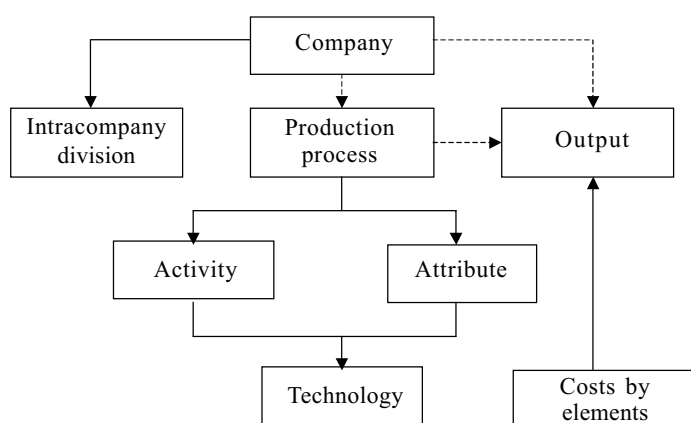 Company
Intracompany
division
Production
process
Output
Activity
Attribute
Technology
Costs by
elements